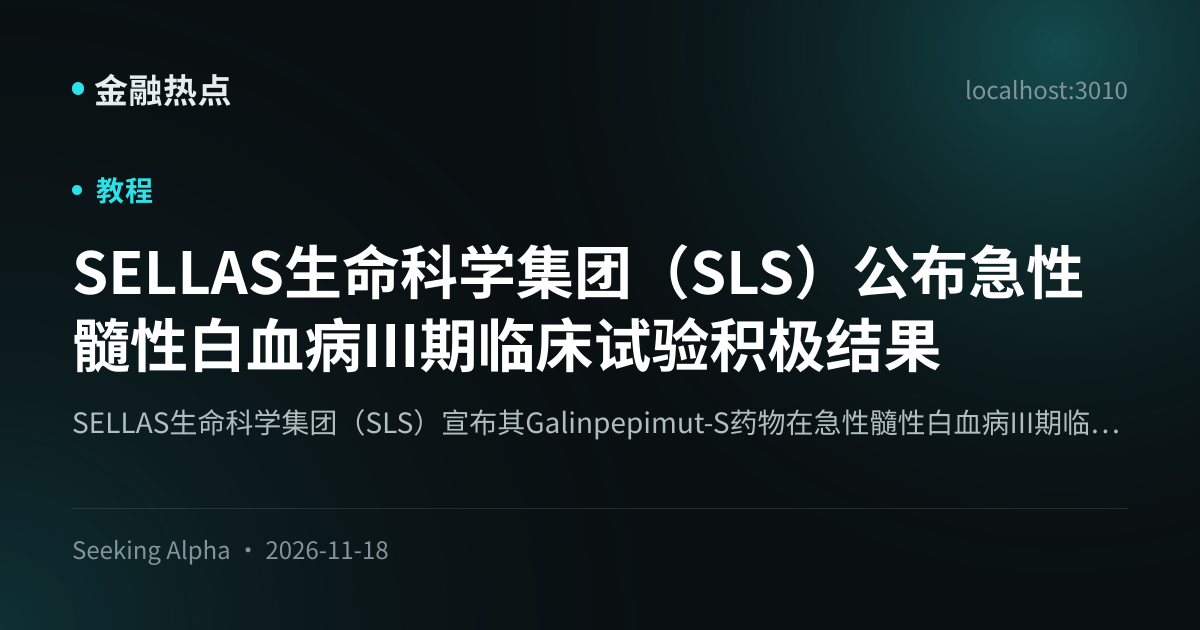 金融热点
localhost:3010
教程
SELLAS生命科学集团（SLS）公布急性
髓性白血病III期临床试验积极结果
SELLAS生命科学集团（SLS）宣布其Galinpepimut-S药物在急性髓性白血病III期临…
Seeking Alpha · 2026-11-18